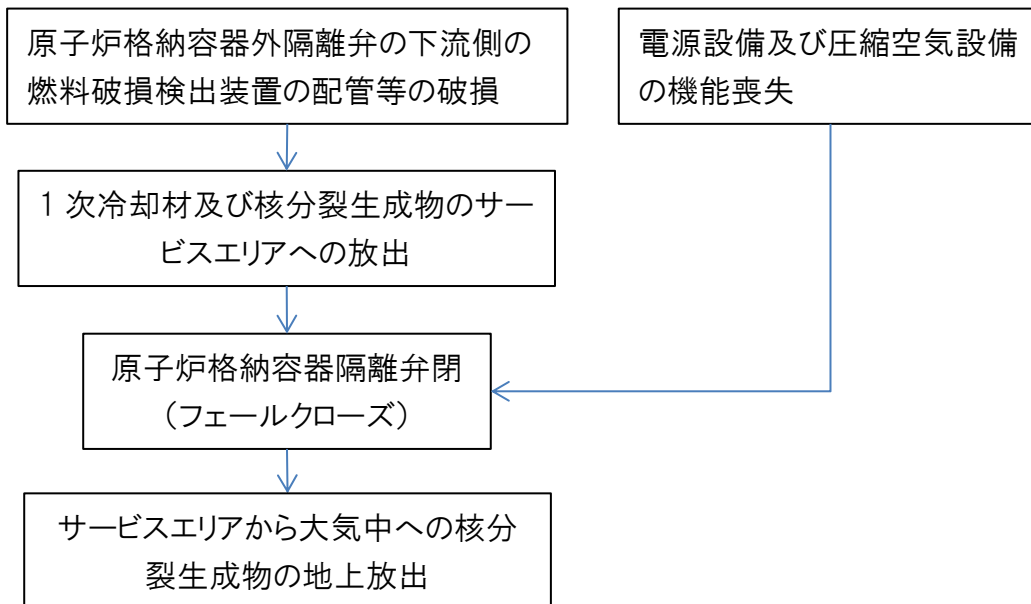 原子炉格納容器外隔離弁の下流側の
燃料破損検出装置の配管等の破損
電源設備及び圧縮空気設備
の機能喪失
1 次冷却材及び核分裂生成物のサー
ビスエリアへの放出
原子炉格納容器隔離弁閉
（フェールクローズ）
サービスエリアから大気中への核分
裂生成物の地上放出